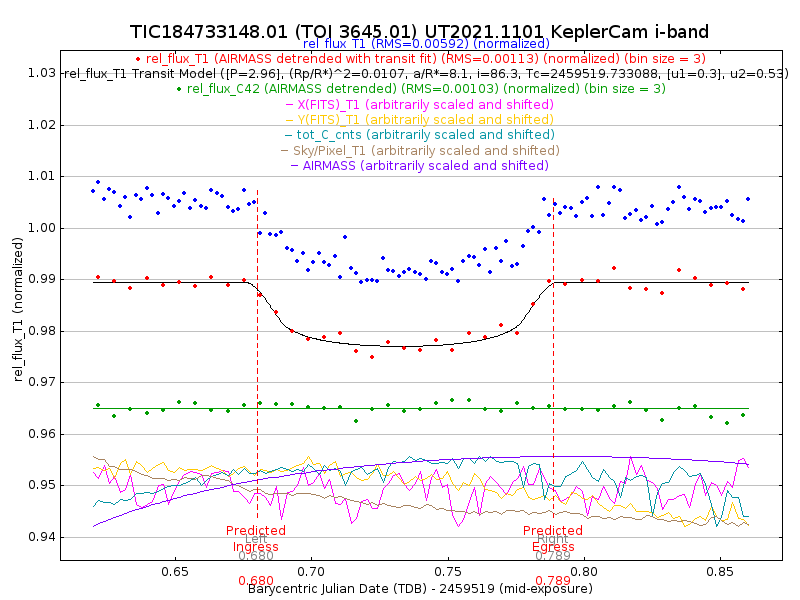 TIC184733148.01 (TOI 3645.01) UT2021.1101 KeplerCam i-band
rel_flux_T1 (RMS=0.00592) (normalized)
rel_flux_T1 (AIRMASS detrended with transit fit) (RMS=0.00113) (normalized) (bin size = 3)
rel_flux_T1 Transit Model ([P=2.96], (Rp/R*)^2=0.0107, a/R*=8.1, i=86.3, Tc=2459519.733088, [u1=0.3], u2=0.53)
rel_flux_C42 (AIRMASS detrended) (RMS=0.00103) (normalized) (bin size = 3)
X(FITS)_T1 (arbitrarily scaled and shifted)
Y(FITS)_T1 (arbitrarily scaled and shifted)
tot_C_cnts (arbitrarily scaled and shifted)
Sky/Pixel_T1 (arbitrarily scaled and shifted)
AIRMASS (arbitrarily scaled and shifted)
rel_flux_T1 (normalized)
1.03
1.02
1.01
1.00
0.99
0.98
0.97
0.96
0.95
0.94
Predicted
Ingress
Left
0.680
0.680
Predicted
Egress
Right
0.789
0.789
0.65
0.70
0.75
0.80
0.85
Barycentric Julian Date (TDB) - 2459519 (mid-exposure)